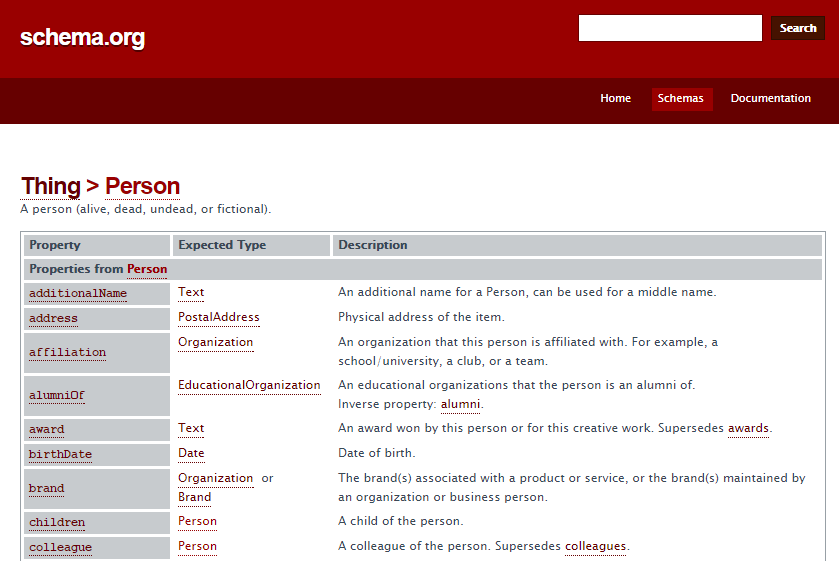 schema.org
Search
Home Schemas Documentation
Thing > Person
A person (alive, dead, undead, or fictional).
Property Expected Type Description
Properties from Person
additionalName Text An additional name for a Person, can be used for a middle name.
address PostalAddress Physical address of the item.
affiliation Organization An organization that this person is affiliated with. For example, a
school/university, a club, or a team.
alumniOf EducationalOrganization An educational organizations that the person is an alumni of.
Inverse property: alumni.
award Text An award won by this person or for this creative work. Supersedes awards.
birthDate Date Date of birth.
brand Organization or The brand(s) associated with a product or service, or the brand(s) maintained by
Brand an organization or business person.
children Person A child of the person.
colleague Person A colleague of the person. Supersedes colleagues.